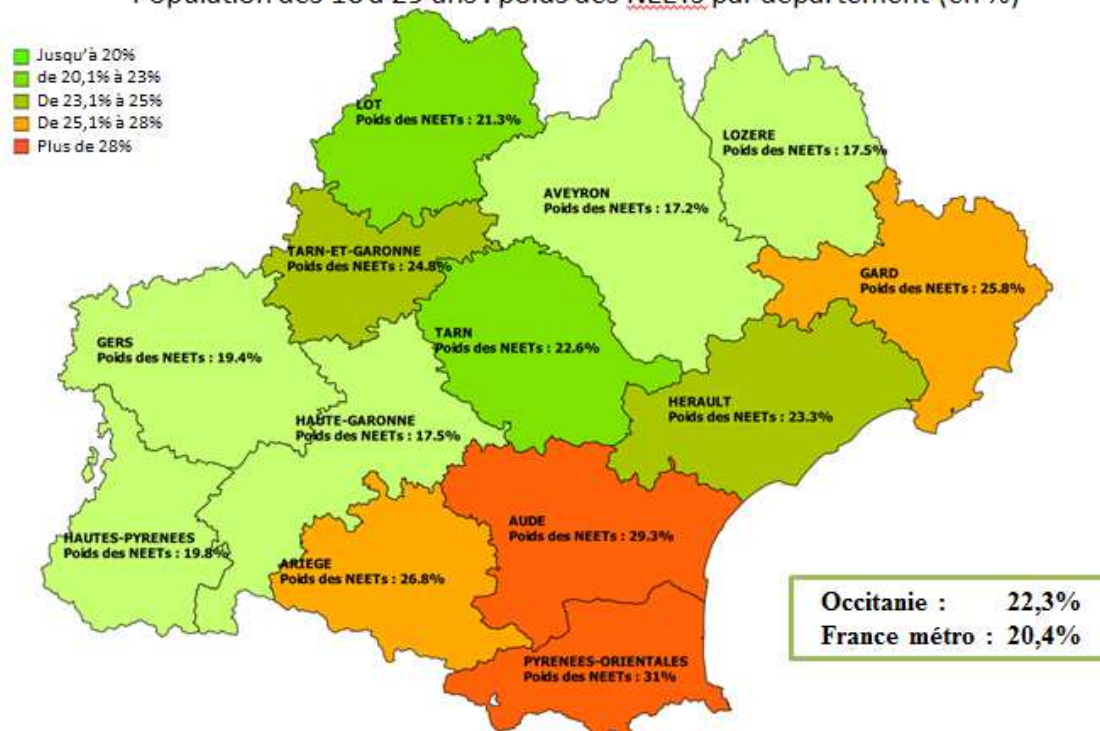 Population des 16 à 29 ans : poids des NEETs par département (en %)
Jusqu'à 20%
de 20,1% à 23%
De 23,1% à 25%
De 25,1% à 28%
Plus de 28%
LOT
Poids des NEETs : 21.3%
LOZERE
Poids des NEETs : 17.5%
AVEYRON
Poids des NEETs : 17.2%
TARN-ET-GARONNE
Poids des NEETs : 24.8%
GARD
Poids des NEETs : 25.8%
GERS
Poids des NEETs : 19.4%
TARN
Poids des NEETs : 22.6%
HERAULT
Poids des NEETs : 23.3%
HAUTE-GARONNE
Poids des NEETs : 17.5%
HAUTES-PYRENEES
Poids des NEETs : 19.8%
AUDE
Poids des NEETs : 29.3%
ARIEGE
Poids des NEETs : 26.8%
Occitanie : 22,3%
France métro : 20,4%
PYRENEES-ORIENTALES
Poids des NEETs : 31%